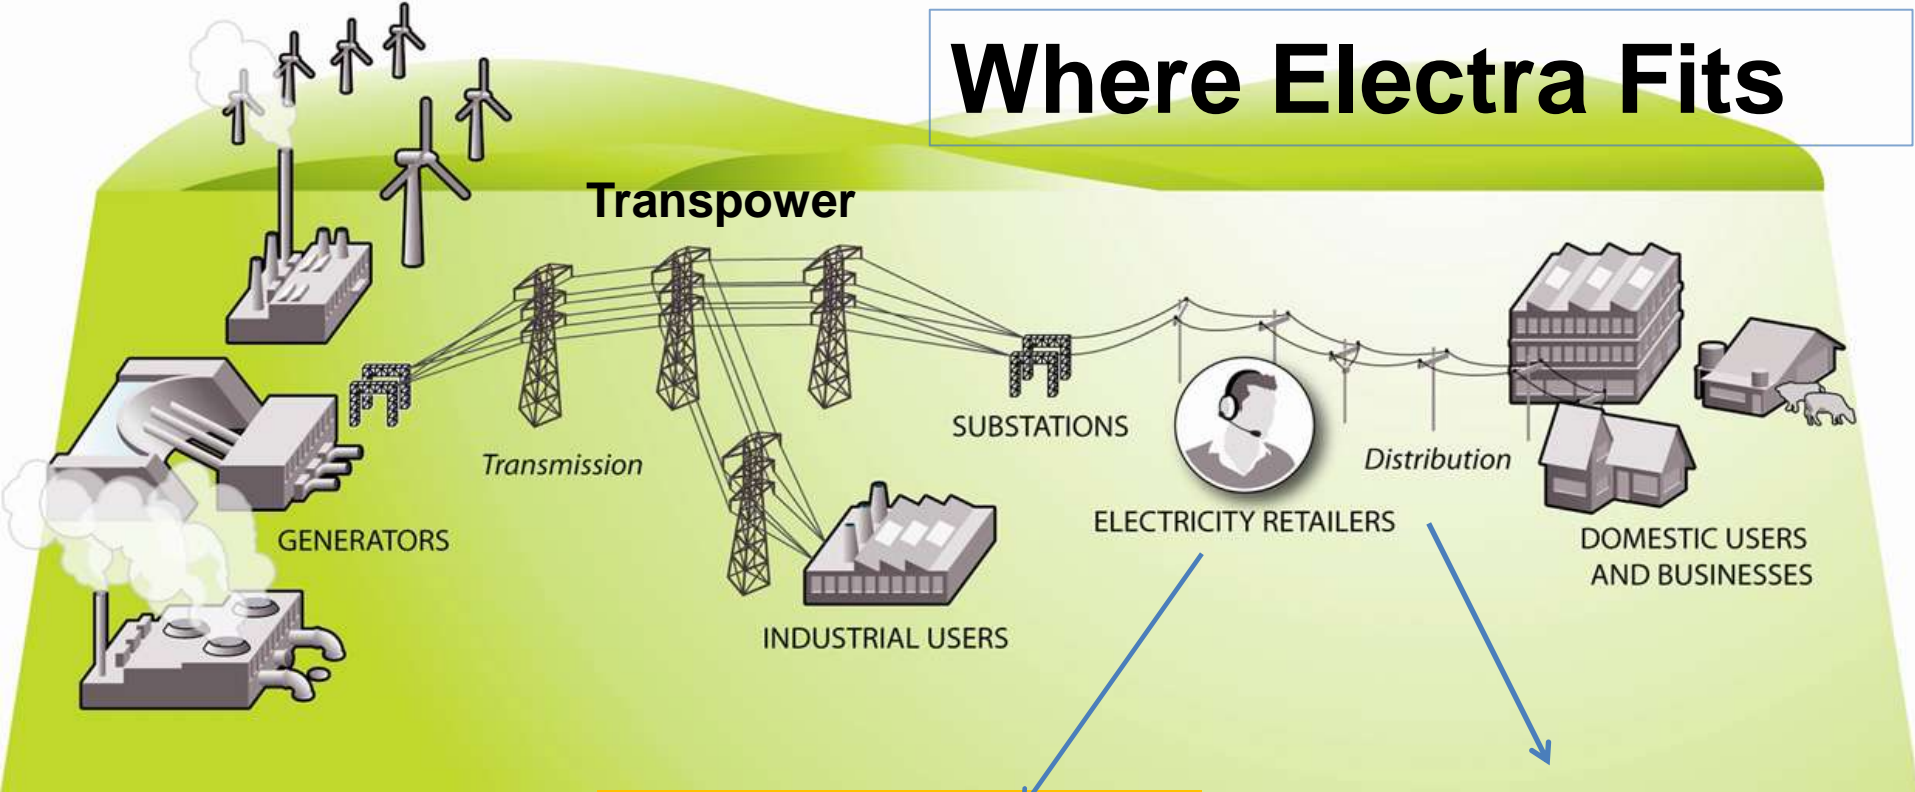 Where Electra Fits
Transpower
SUBSTATIONS
Transmission
Distribution
GENERATORS
ELECTRICITY RETAILERS
DOMESTIC USERS
AND BUSINESSES
INDUSTRIAL USERS